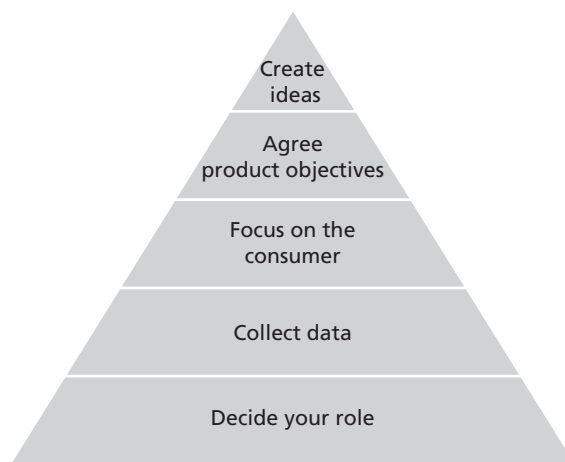 Create
ideas
Agree
product objectives
Focus on the
consumer
Collect data
Decide your role